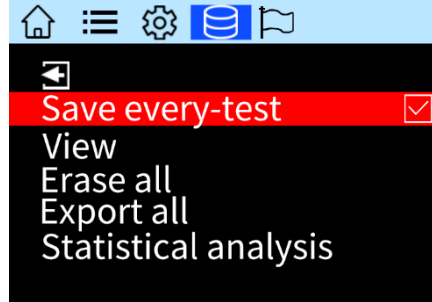 Save every-test
View
Erase all
Export all
Statistical analysis